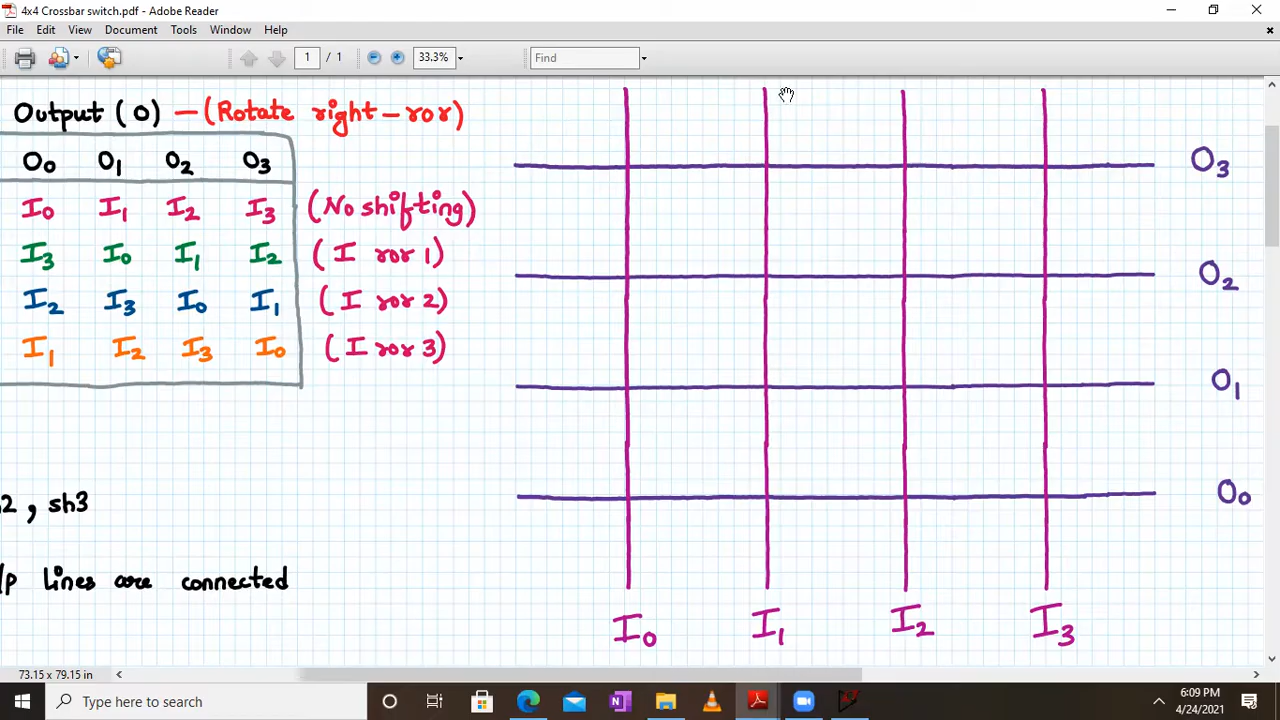 4x4 Crossbar switch.pdf - Adobe Reader
File Edit View Document Tools Window Help
1 / 1 33.3% Find
Output (O) — (Rotate right - ror)
O0 O1 O2 O3
I0 I1 I2 I3 (No shifting)
I3 I0 I1 I2 (I ror 1)
I2 I3 I0 I1 (I ror 2)
I1 I2 I3 I0 (I ror 3)
2, sh3
/p lines are connected
O3
O2
O1
O0
I0 I1 I2 I3
73.15 x 79.15 in
Type here to search
6:09 PM
4/24/2021